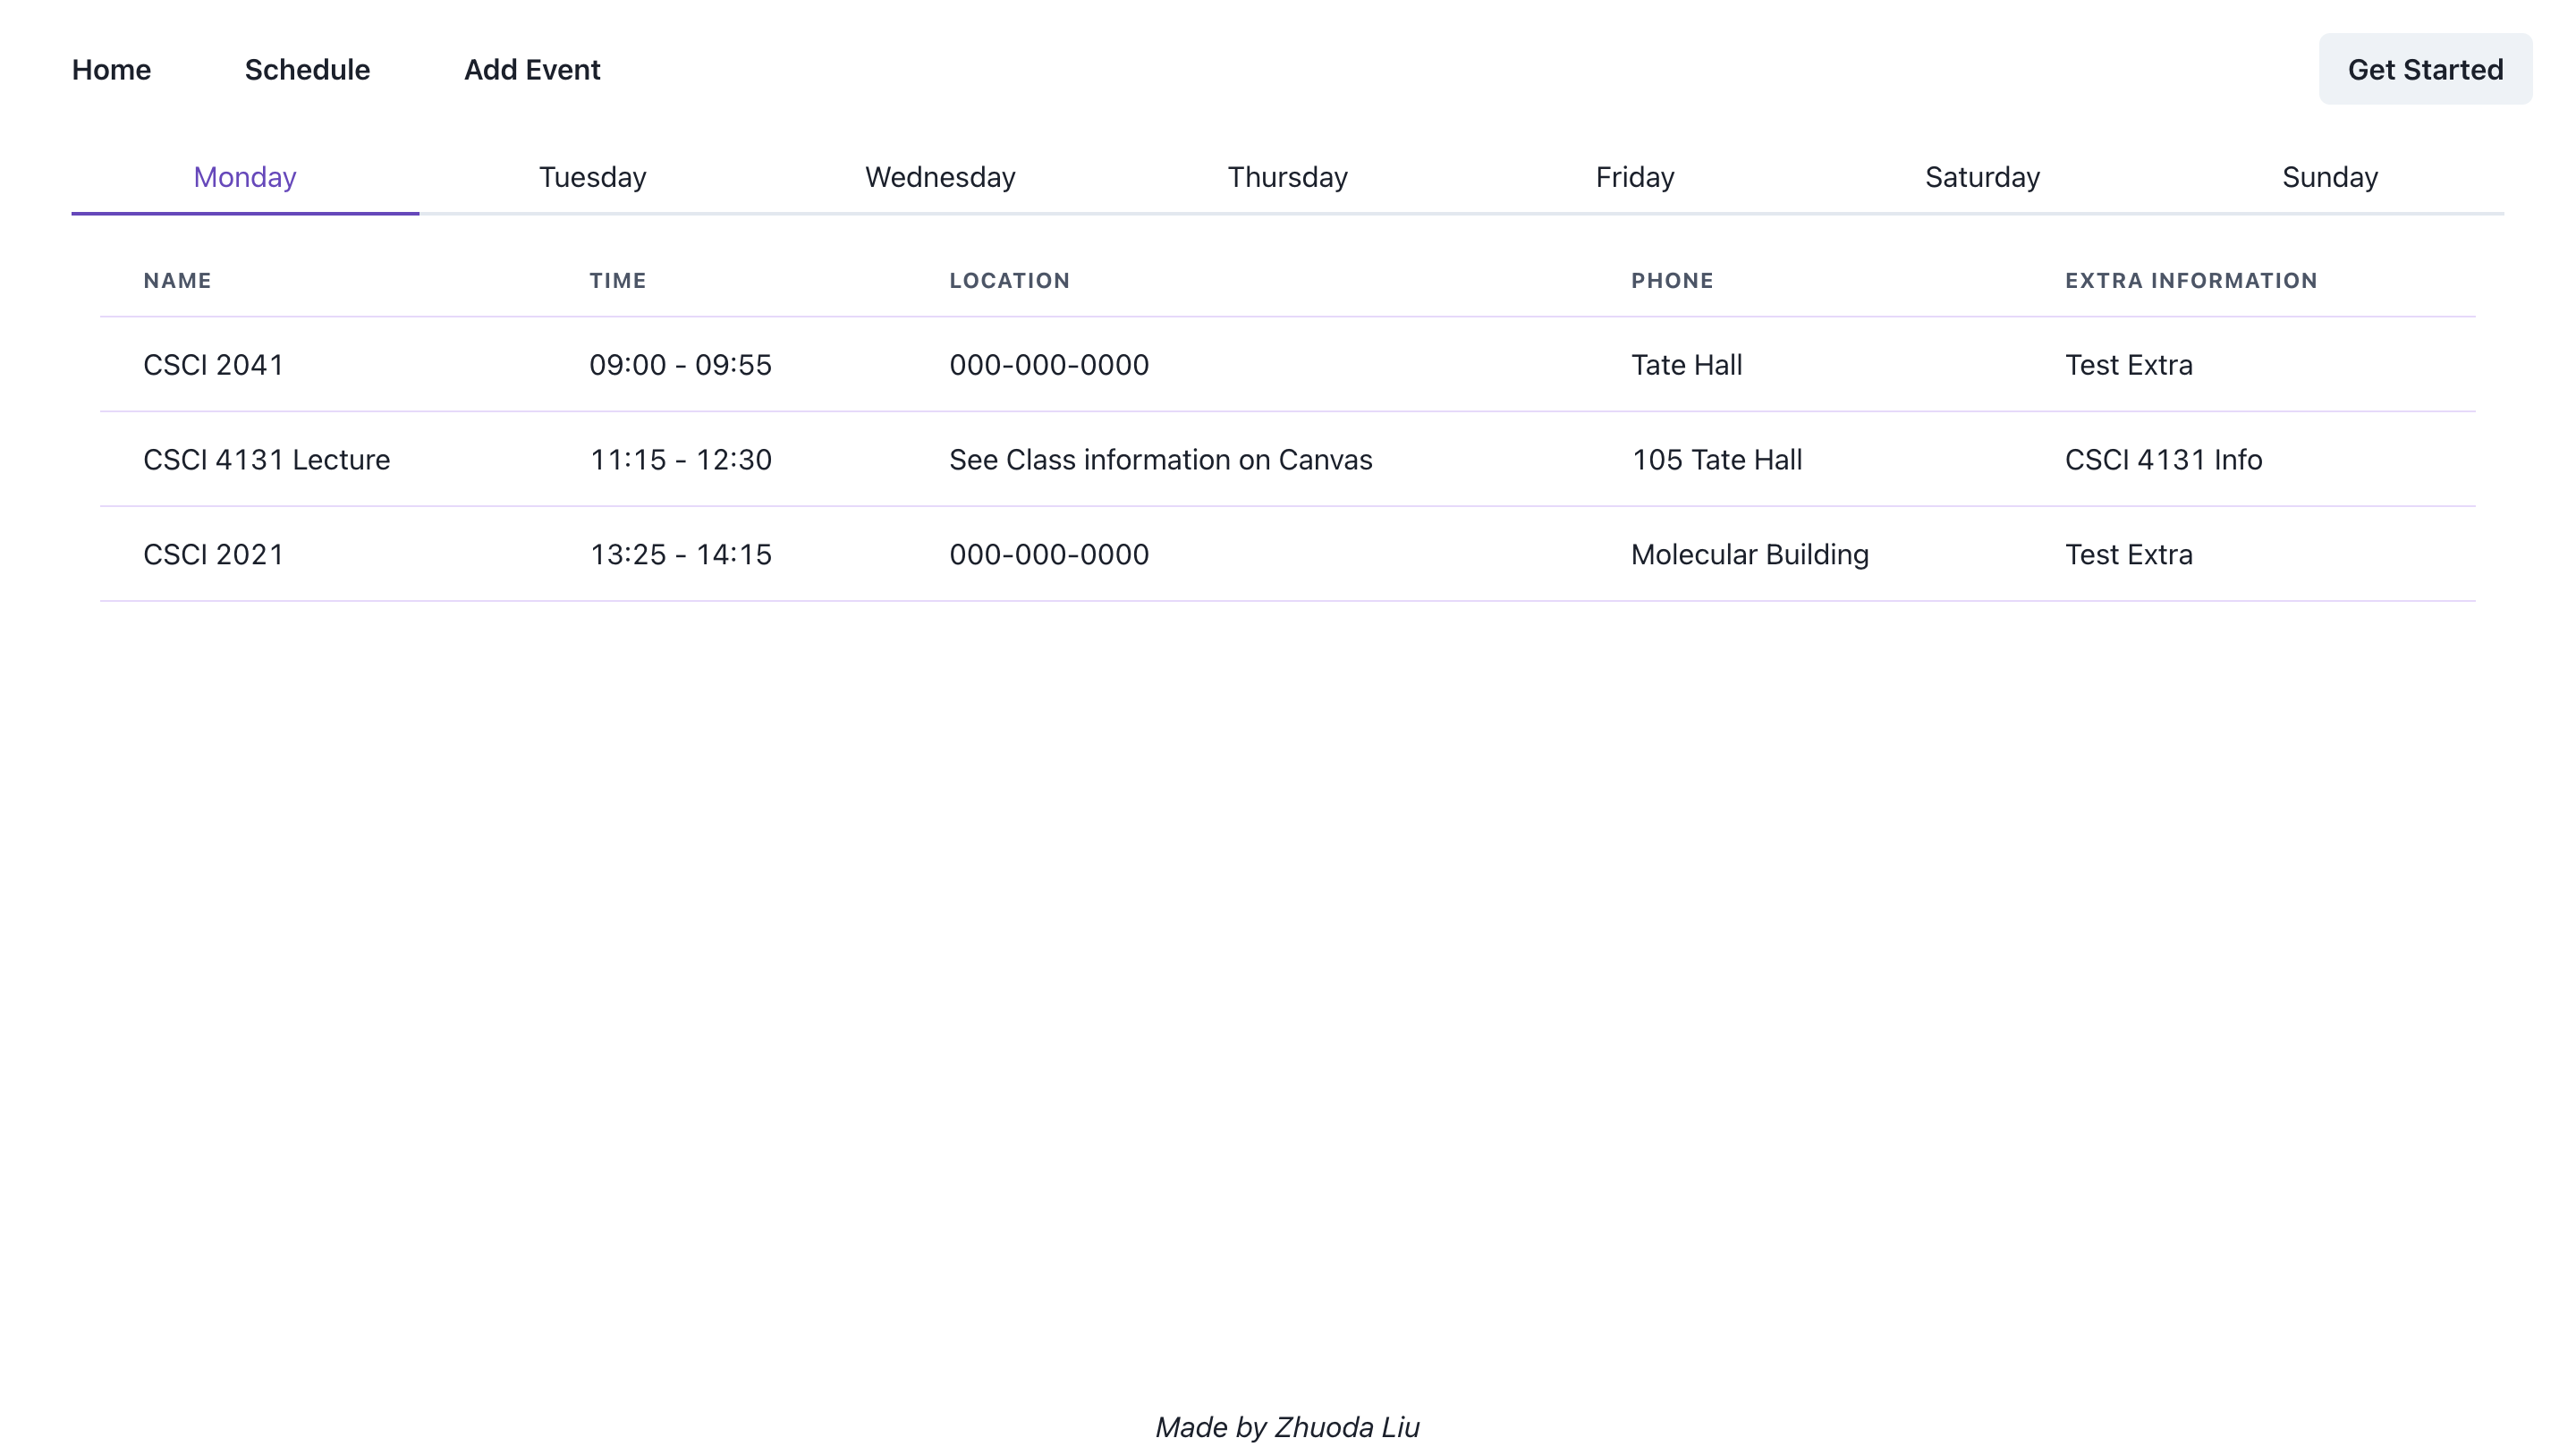 Home Schedule Add Event Get Started
Monday Tuesday Wednesday Thursday Friday Saturday Sunday
NAME TIME LOCATION PHONE EXTRA INFORMATION
CSCI 2041 09:00 - 09:55 000-000-0000 Tate Hall Test Extra
CSCI 4131 Lecture 11:15 - 12:30 See Class information on Canvas 105 Tate Hall CSCI 4131 Info
CSCI 2021 13:25 - 14:15 000-000-0000 Molecular Building Test Extra
Made by Zhuoda Liu